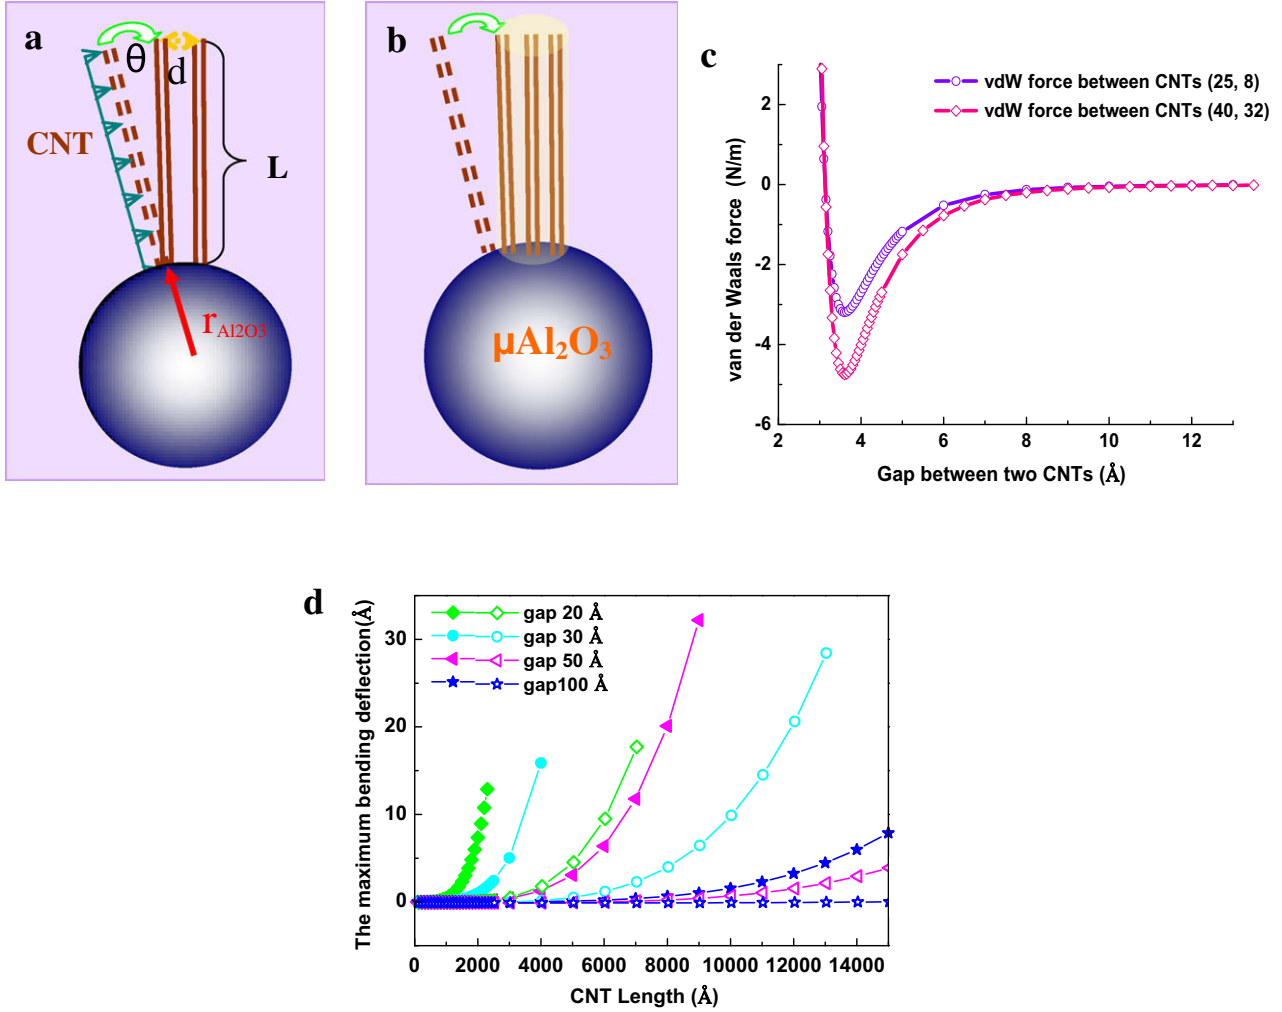 a
θ
d
CNT
L
rAl2O3
b
μAl2O3
c
vdW force between CNTs (25, 8)
vdW force between CNTs (40, 32)
van der Waals force (N/m)
2
0
-2
-4
-6
2 4 6 8 10 12
Gap between two CNTs (Å)
d
gap 20 Å
gap 30 Å
gap 50 Å
gap100 Å
The maximum bending deflection(Å)
30
20
10
0
0 2000 4000 6000 8000 10000 12000 14000
CNT Length (Å)